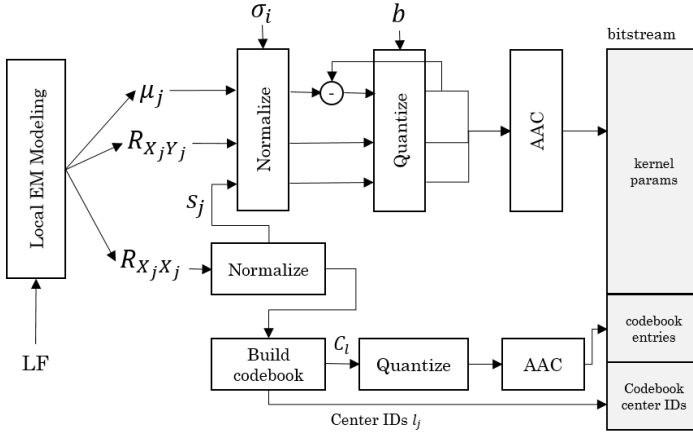 σ_i
b
bitstream
Local EM Modeling
μ_j
Normalize
-
Quantize
AAC
kernel
params
R_{X_jY_j}
s_j
R_{X_jX_j}
Normalize
LF
Build
codebook
C_l
Quantize
AAC
codebook
entries
Codebook
center IDs
Center IDs l_j